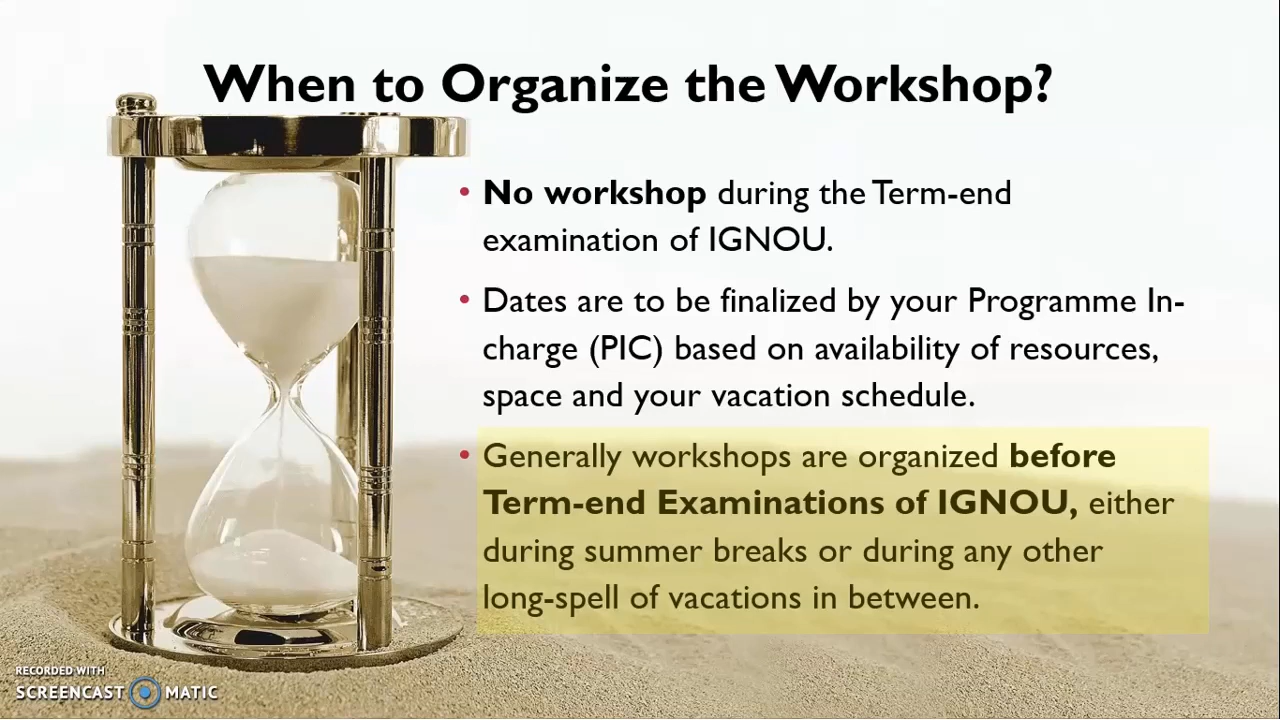 When to Organize the Workshop?
• No workshop during the Term-end
examination of IGNOU.
• Dates are to be finalized by your Programme In-
charge (PIC) based on availability of resources,
space and your vacation schedule.
• Generally workshops are organized before
Term-end Examinations of IGNOU, either
during summer breaks or during any other
long-spell of vacations in between.
RECORDED WITH
SCREENCAST MATIC